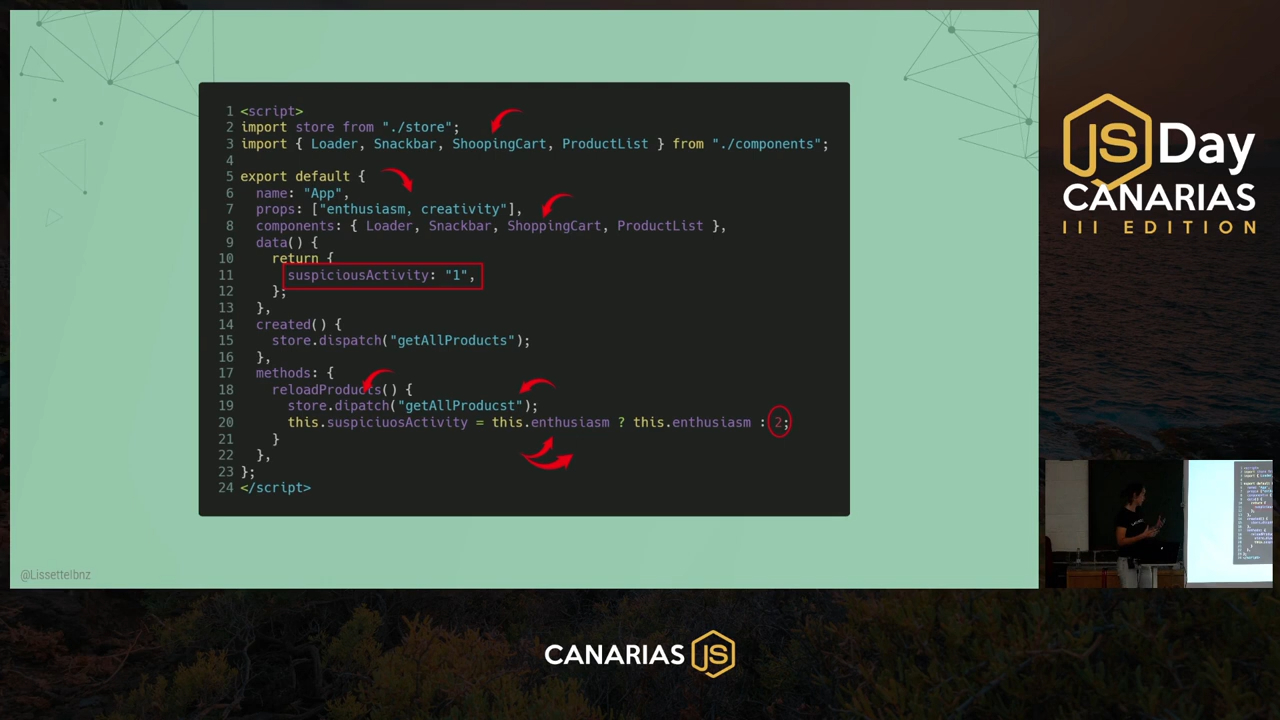 1 <script>
2 import store from "./store";
3 import { Loader, Snackbar, ShoopingCart, ProductList } from "./components";
4
5 export default {
6 name: "App",
7 props: ["enthusiasm, creativity"],
8 components: { Loader, Snackbar, ShoppingCart, ProductList },
9 data() {
10 return {
11 suspiciousActivity: "1",
12 };
13 },
14 created() {
15 store.dispatch("getAllProducts");
16 },
17 methods: {
18 reloadProducts() {
19 store.dipatch("getAllProducst");
20 this.suspiciuosActivity = this.enthusiasm ? this.enthusiasm : 2;
21 }
22 },
23 };
24 </script>
@Lissettelbnz
JS Day
CANARIAS
III EDITION
CANARIAS JS